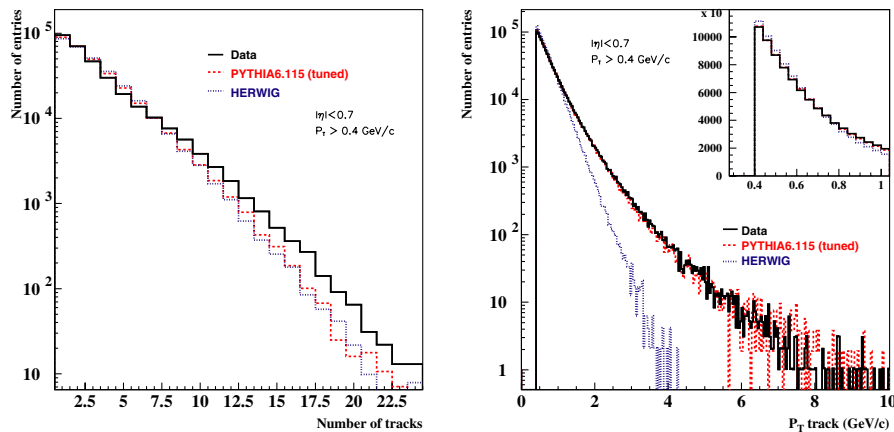 Number of entries
10^5
10^4
10^3
10^2
10
Data
PYTHIA6.115 (tuned)
HERWIG
|η|<0.7
P_T > 0.4 GeV/c
2.5 5 7.5 10 12.5 15 17.5 20 22.5
Number of tracks
Number of entries
10^5
10^4
10^3
10^2
10
1
|η|<0.7
P_T > 0.4 GeV/c
x 10
10000
8000
6000
4000
2000
0
0.4 0.6 0.8 1
Data
PYTHIA6.115 (tuned)
HERWIG
0 2 4 6 8 10
P_T track (GeV/c)